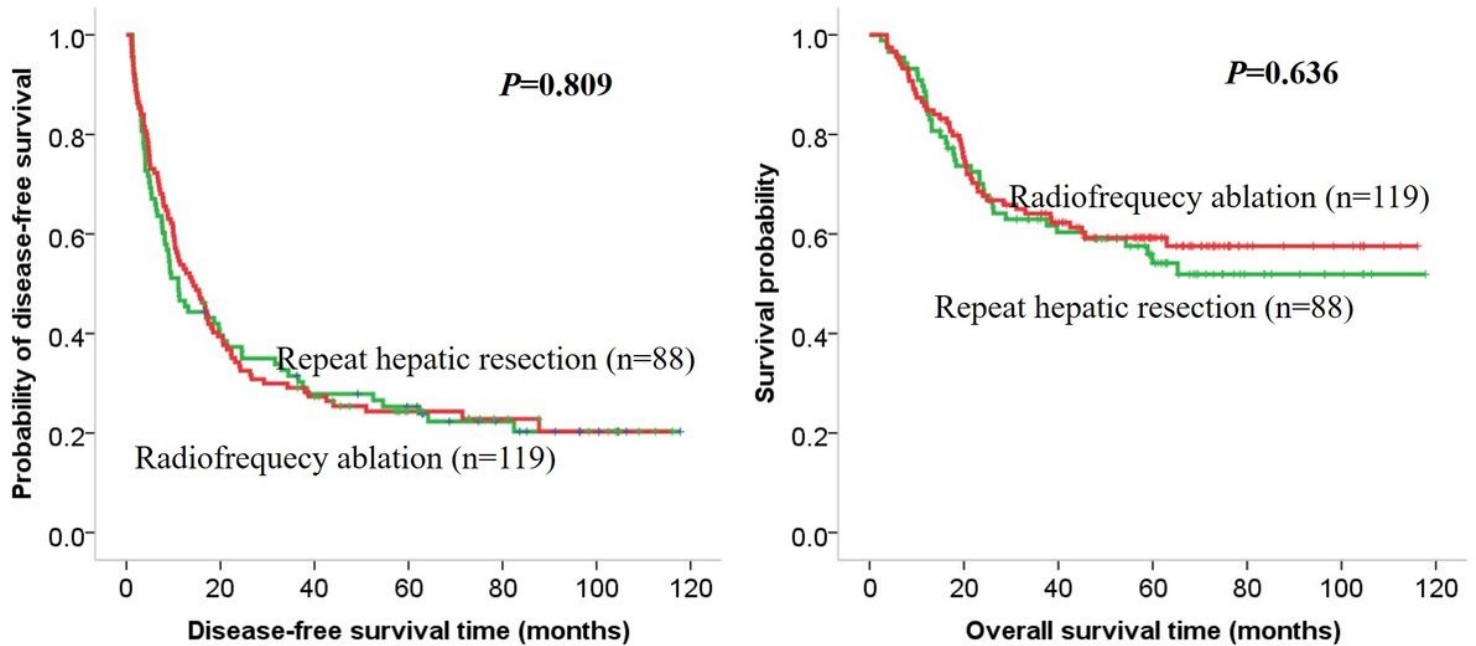 Probability of disease-free survival
1.0
0.8
0.6
0.4
0.2
0.0
P=0.809
Repeat hepatic resection (n=88)
Radiofrequecy ablation (n=119)
0 20 40 60 80 100 120
Disease-free survival time (months)
Survival probability
1.0
0.8
0.6
0.4
0.2
0.0
P=0.636
Radiofrequecy ablation (n=119)
Repeat hepatic resection (n=88)
0 20 40 60 80 100 120
Overall survival time (months)